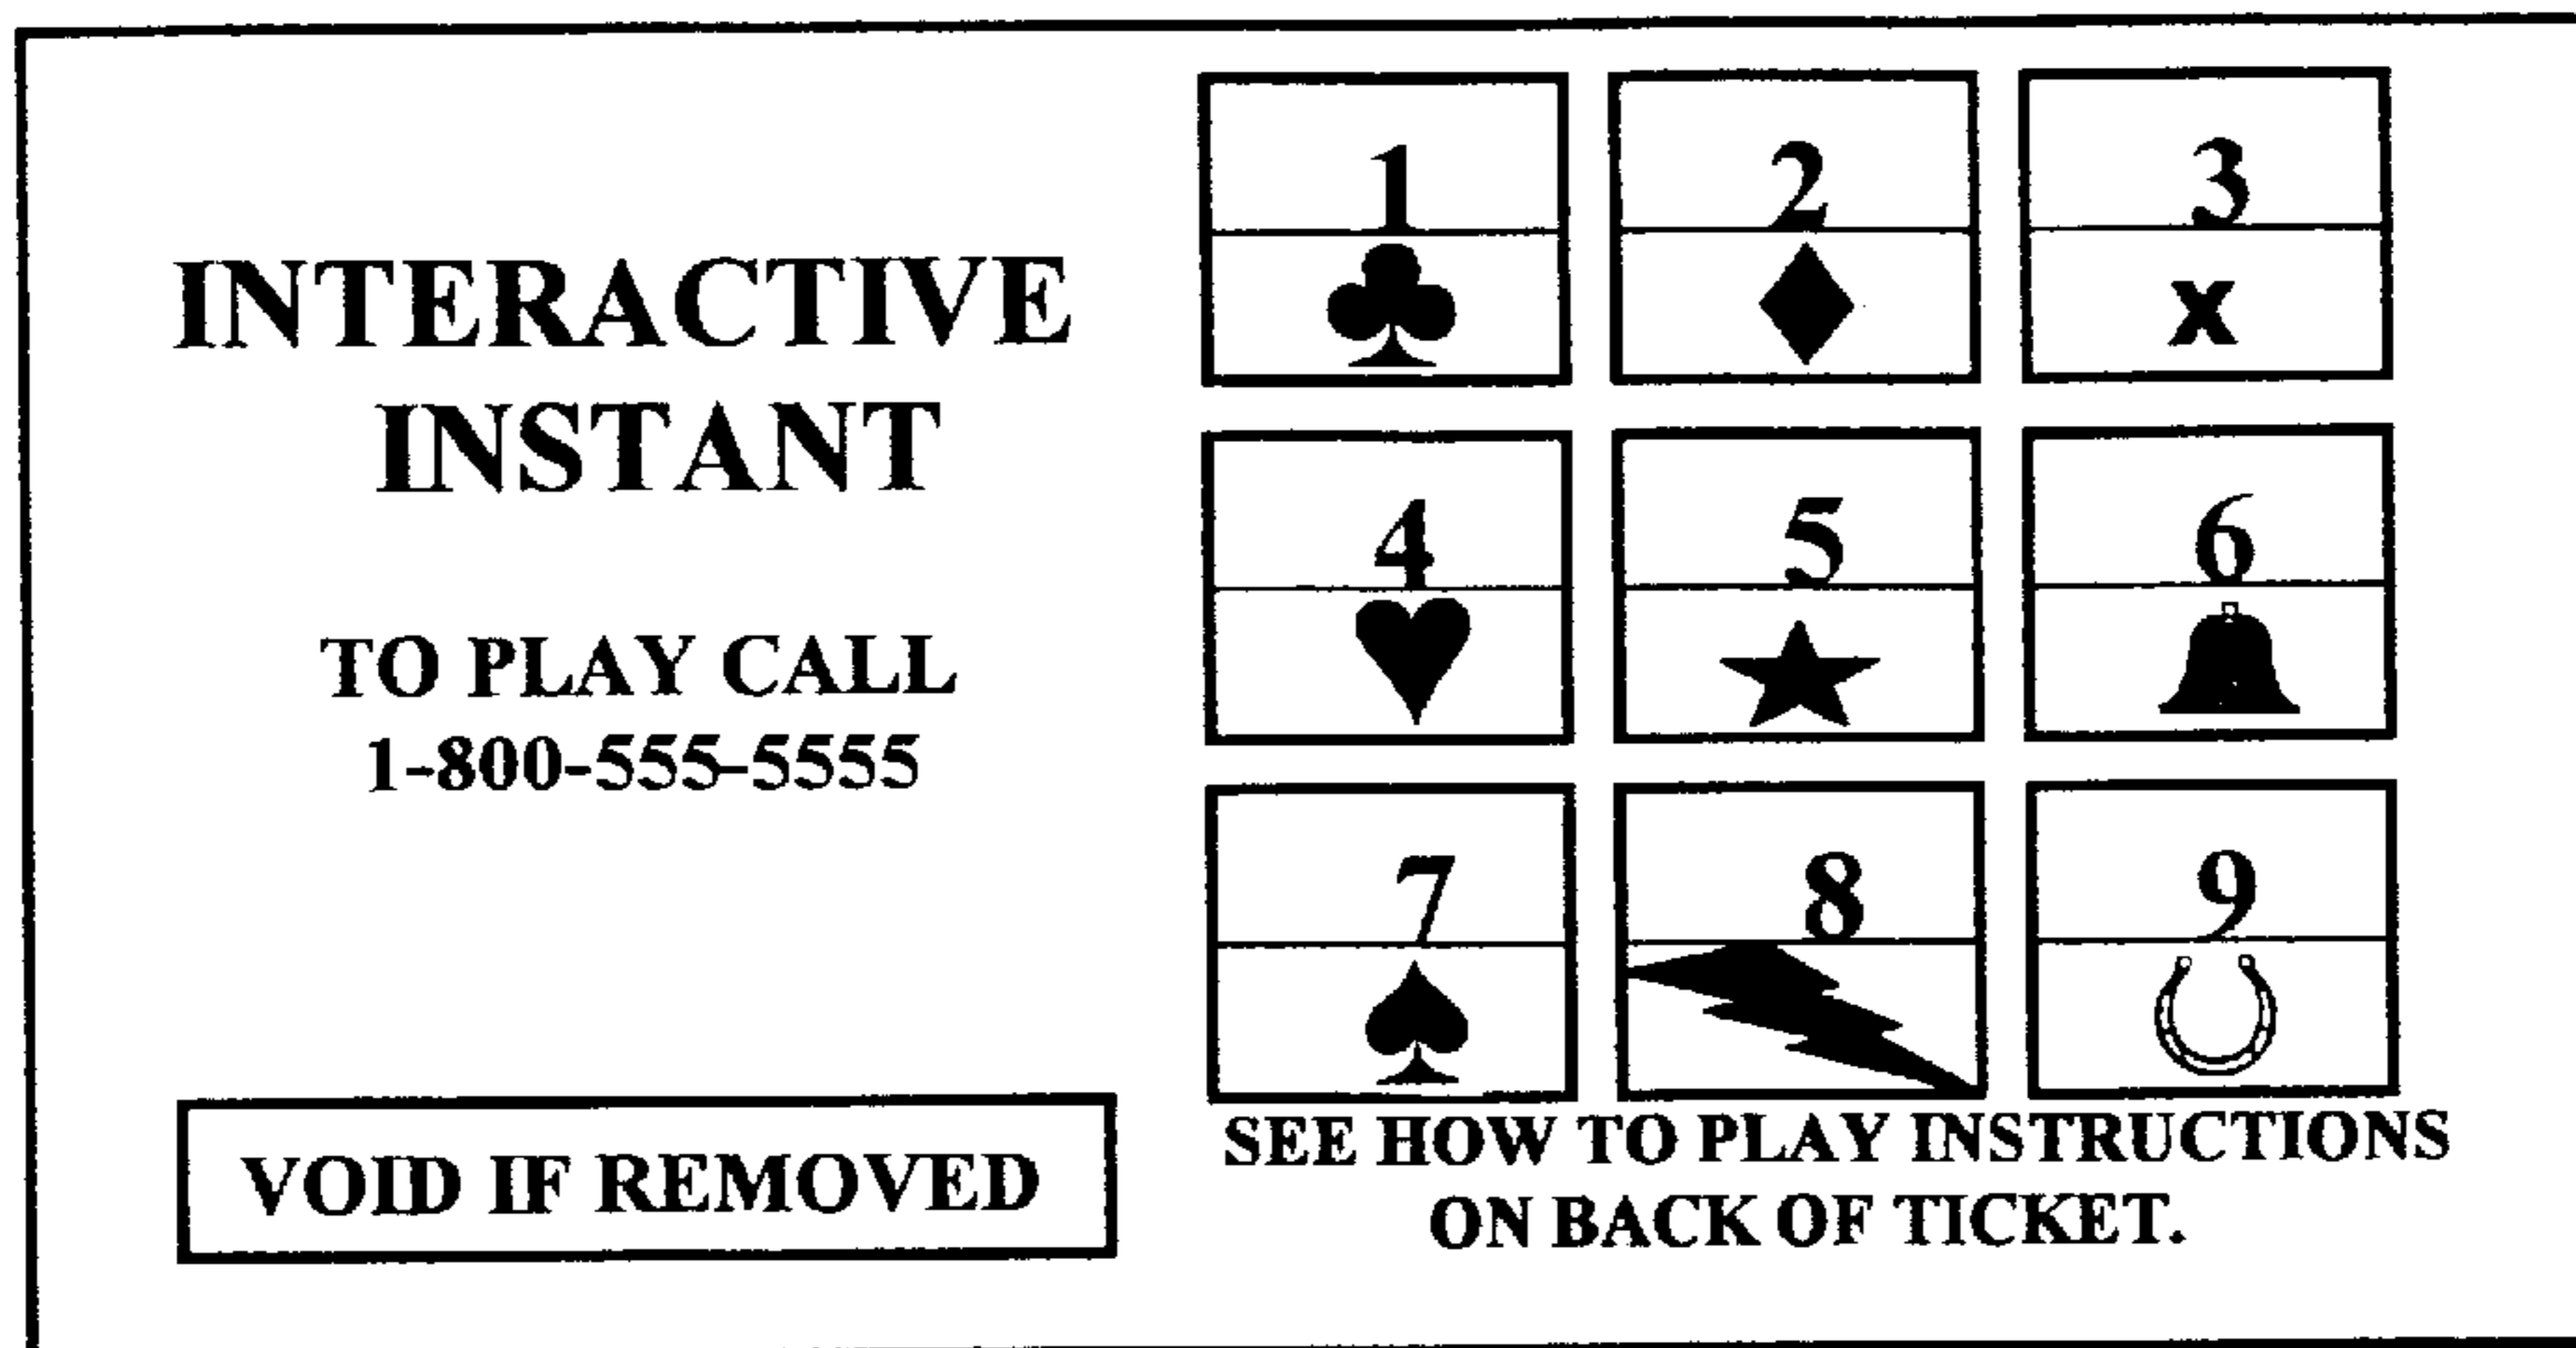 INTERACTIVE
INSTANT
TO PLAY CALL
1-800-555-5555
VOID IF REMOVED
1 2 3
x
4 5 6
7 8 9
SEE HOW TO PLAY INSTRUCTIONS
ON BACK OF TICKET.